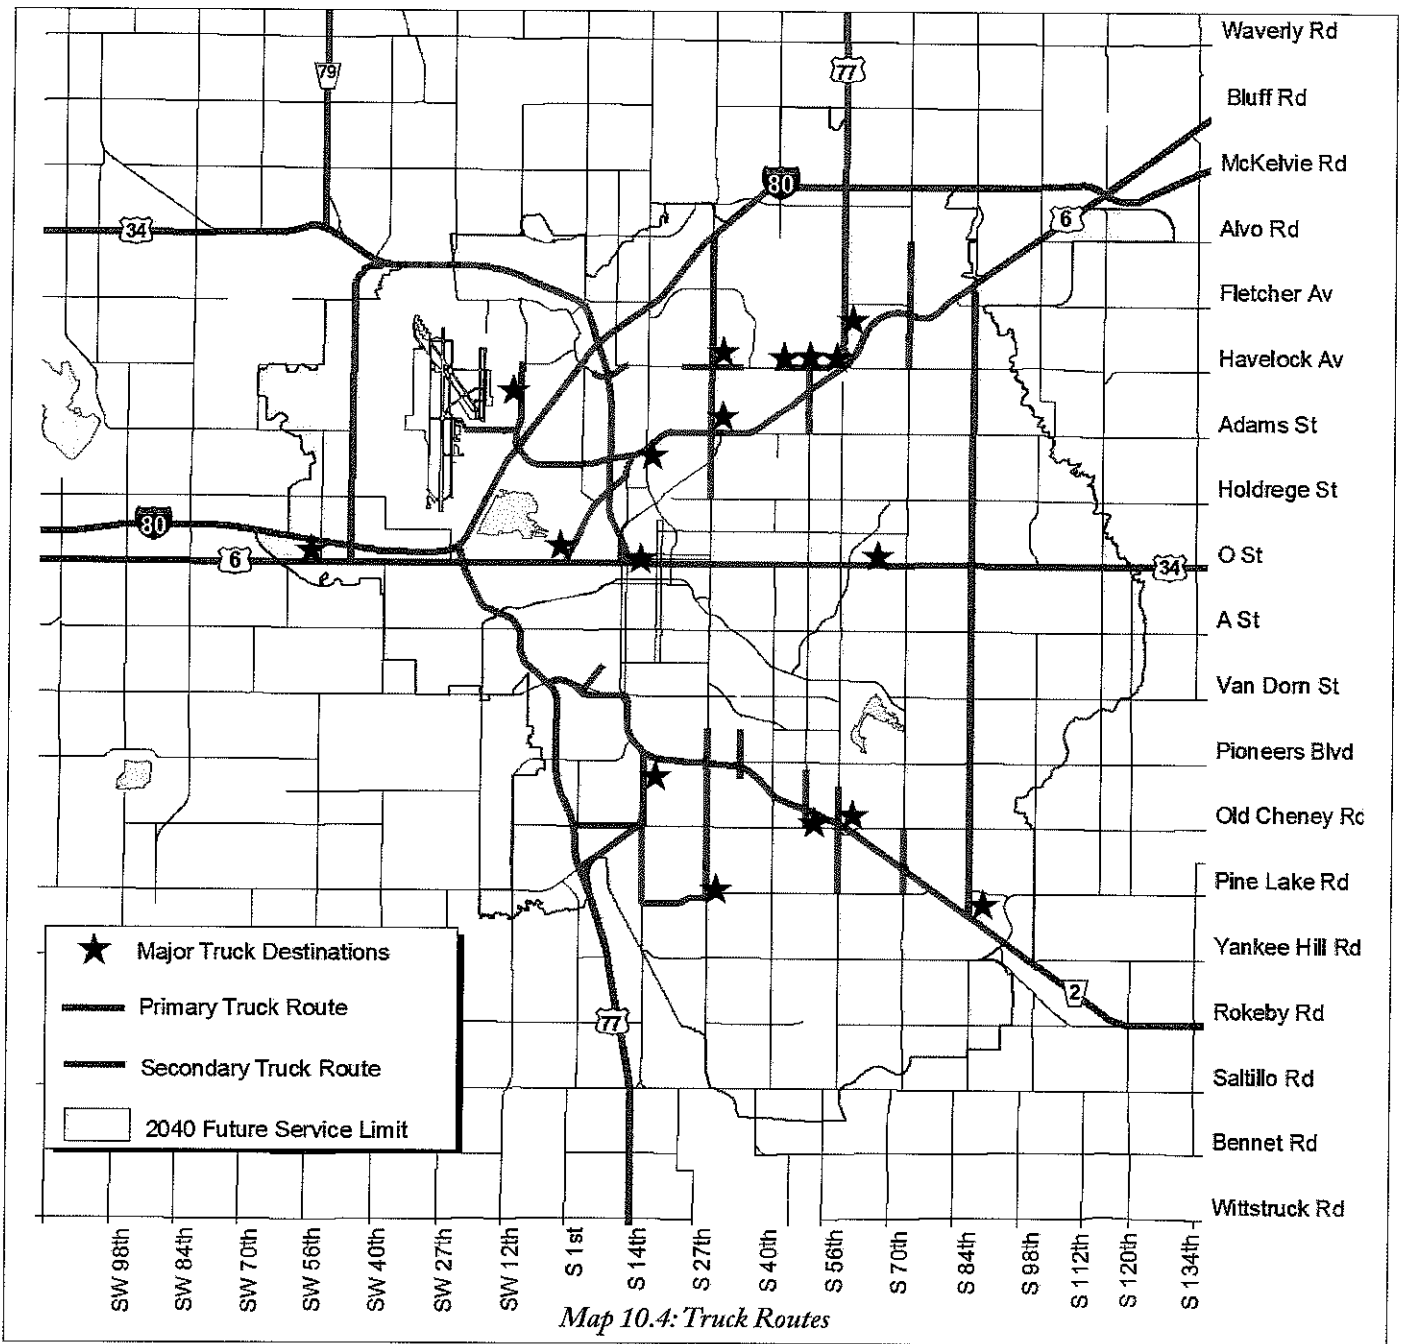 Waverly Rd
79
77
Bluff Rd
McKelvie Rd
80
6
34
Alvo Rd
Fletcher Av
Havelock Av
Adams St
Holdrege St
80
6
O St
34
A St
Van Dorn St
Pioneers Blvd
Old Cheney Rd
Pine Lake Rd
Major Truck Destinations
Yankee Hill Rd
Primary Truck Route
2
77
Rokeby Rd
Secondary Truck Route
Saltillo Rd
2040 Future Service Limit
Bennet Rd
Wittstruck Rd
SW 98th
SW 84th
SW 70th
SW 56th
SW 40th
SW 27th
SW 12th
S 1st
S 14th
S 27th
S 40th
S 56th
S 70th
S 84th
S 98th
S 112th
S 120th
S 134th
Map 10.4: Truck Routes